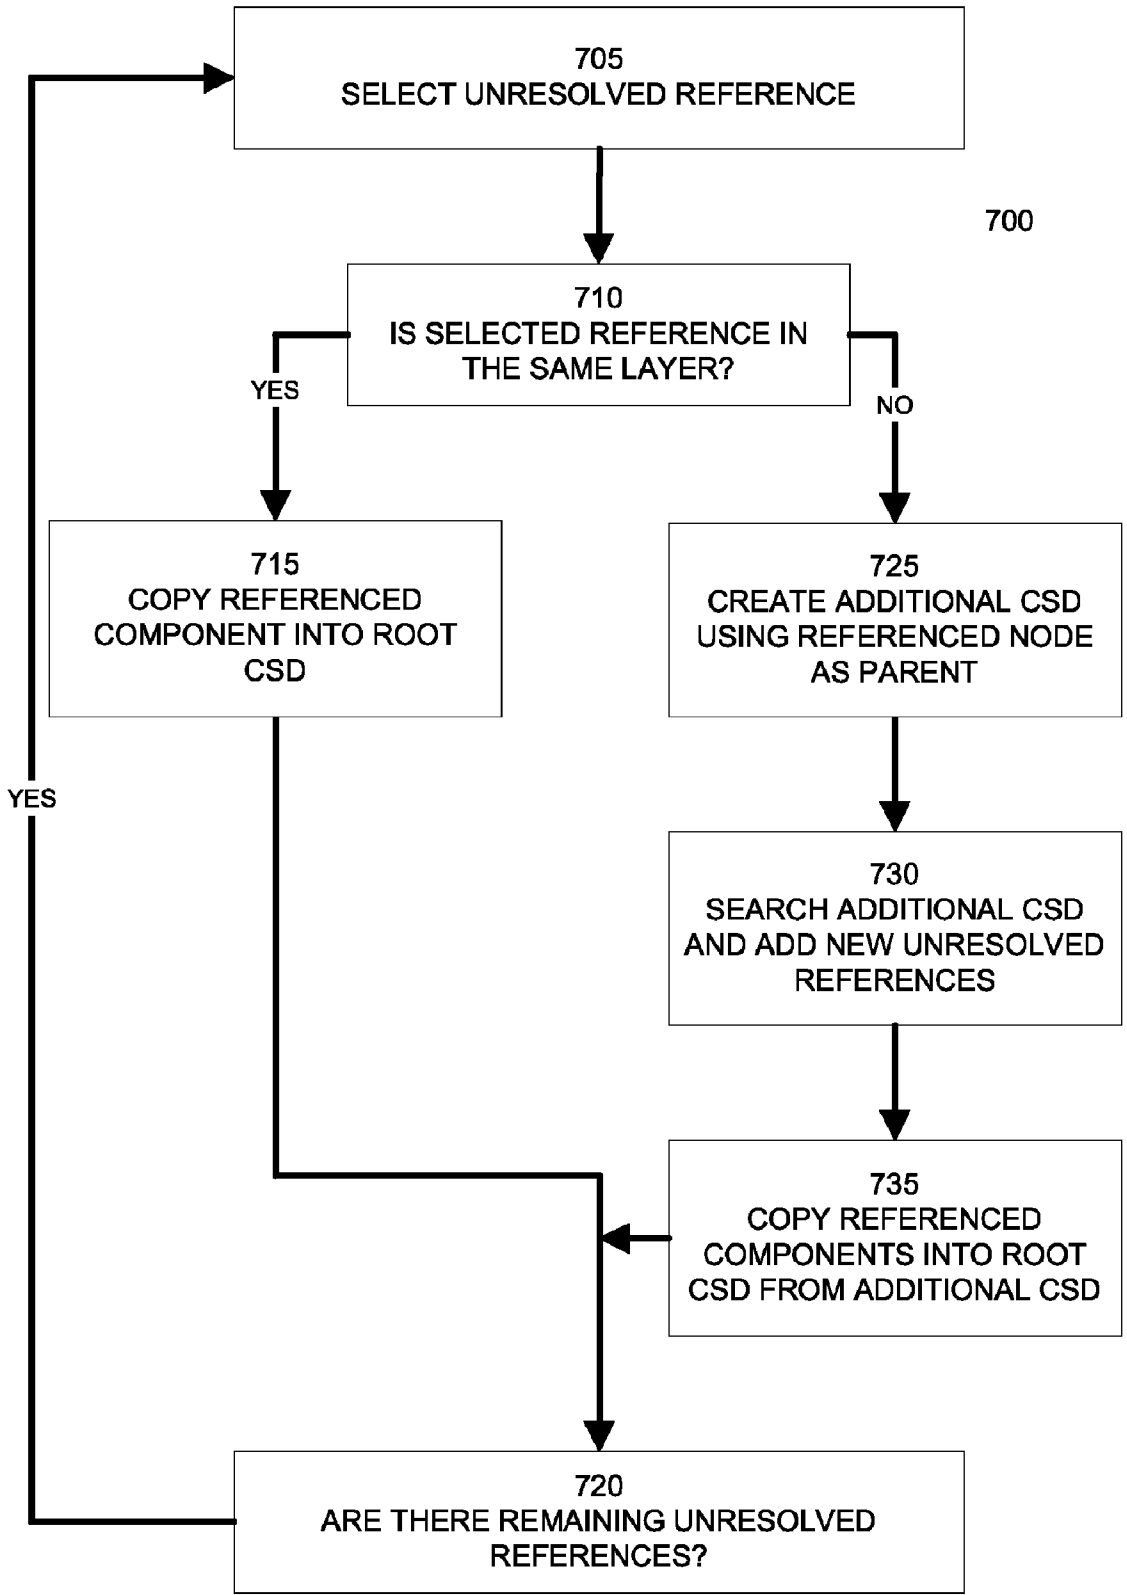 705
SELECT UNRESOLVED REFERENCE
700
710
IS SELECTED REFERENCE IN
THE SAME LAYER?
YES
NO
715
COPY REFERENCED
COMPONENT INTO ROOT
CSD
725
CREATE ADDITIONAL CSD
USING REFERENCED NODE
AS PARENT
YES
730
SEARCH ADDITIONAL CSD
AND ADD NEW UNRESOLVED
REFERENCES
735
COPY REFERENCED
COMPONENTS INTO ROOT
CSD FROM ADDITIONAL CSD
720
ARE THERE REMAINING UNRESOLVED
REFERENCES?